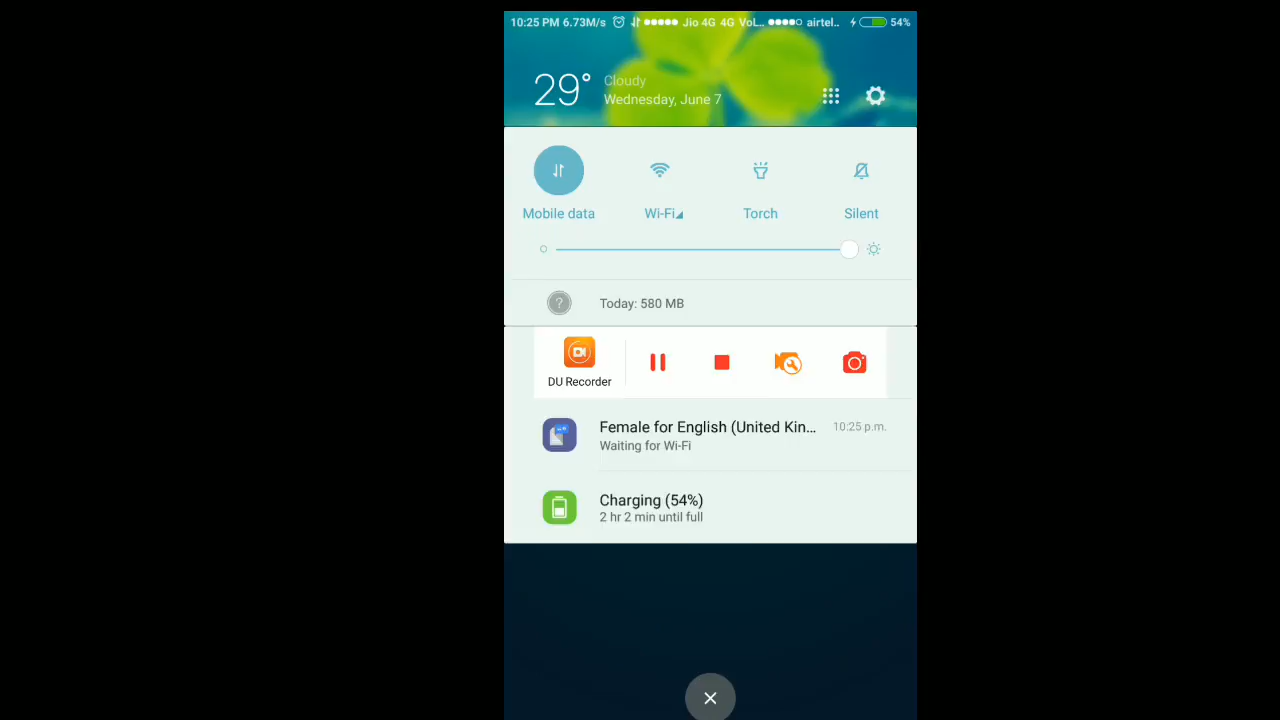 10:25 PM 6.73M/s Jio 4G 4G VoL... airtel.. 54%
29° Cloudy
Wednesday, June 7
Mobile data Wi-Fi Torch Silent
? Today: 580 MB
DU Recorder
Female for English (United Kin... 10:25 p.m.
Waiting for Wi-Fi
Charging (54%)
2 hr 2 min until full